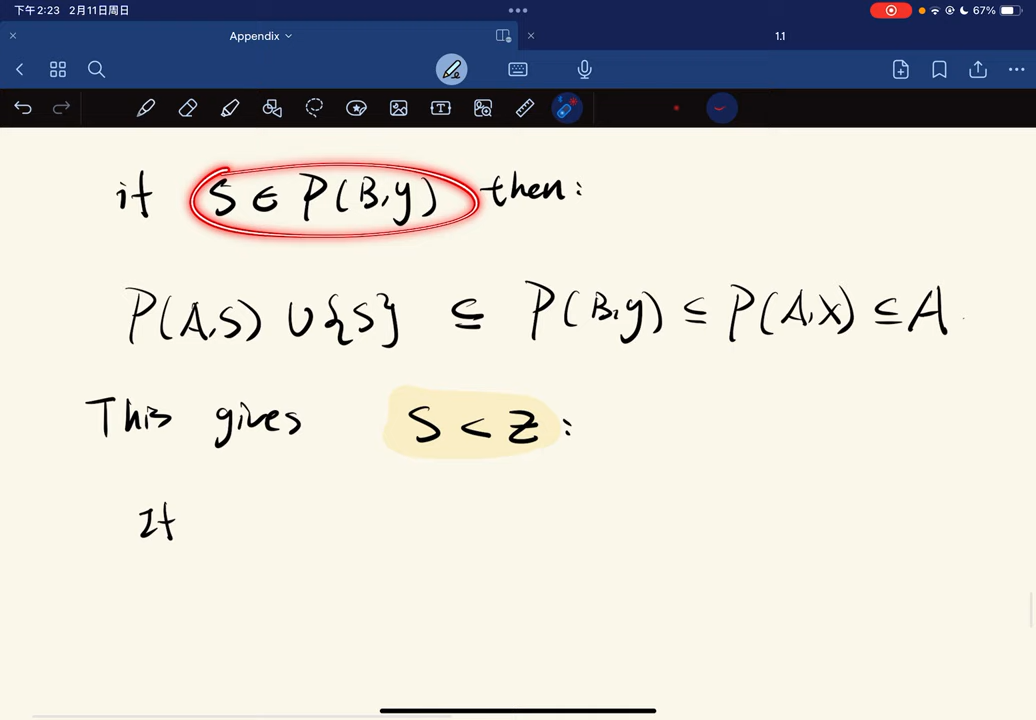 下午2:23 2月11日周日
67%
Appendix
1.1
if S ∈ P(B,y) then:
P(A,S) ∪ {S} ⊆ P(B,y) ⊆ P(A,X) ⊆ A.
This gives S < Z :
If